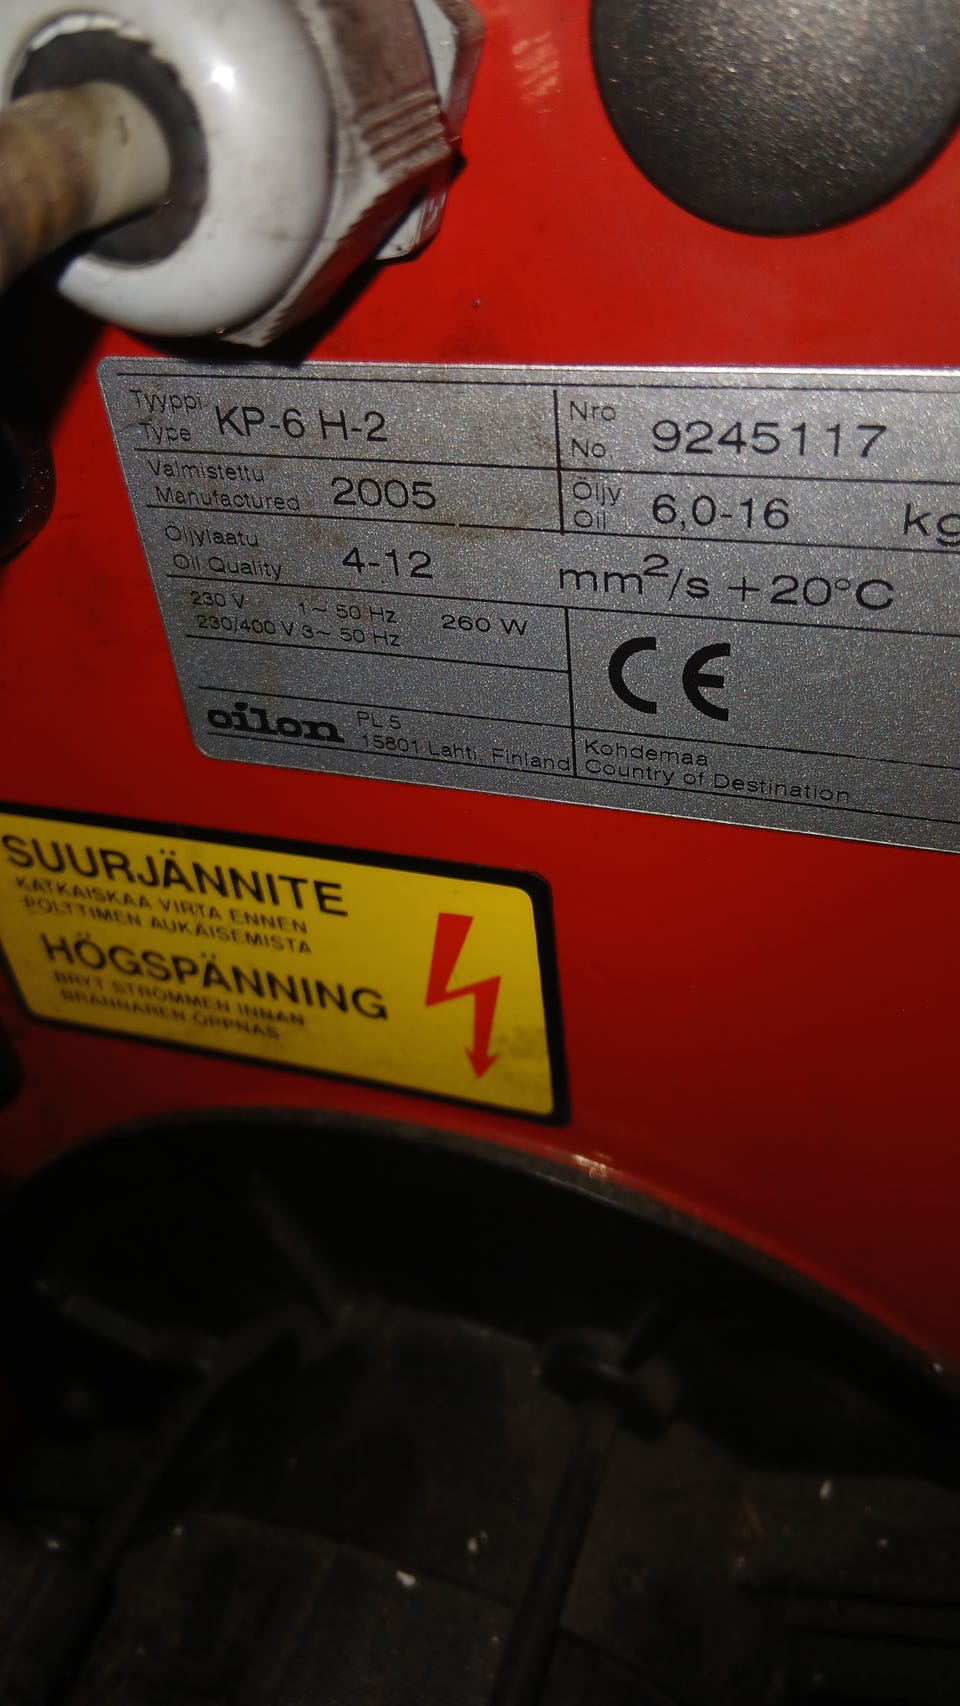 Tyyppi
Type KP-6 H-2
Nro
No. 9245117
Valmistettu
Manufactured 2005
Öljy
Oil 6,0-16 kg
Öljylaatu
Oil Quality 4-12 mm²/s +20°C
230 V 1~ 50 Hz 260 W
230/400 V 3~ 50 Hz
CE
oilon PL 5
15801 Lahti, Finland
Kohdemaa
Country of Destination
SUURJÄNNITE
KATKAISKAA VIRTA ENNEN
POLTTIMEN AUKAISEMISTA
HÖGSPÄNNING
BRYT STRÖMMEN INNAN
BRÄNNAREN ÖPPNAS